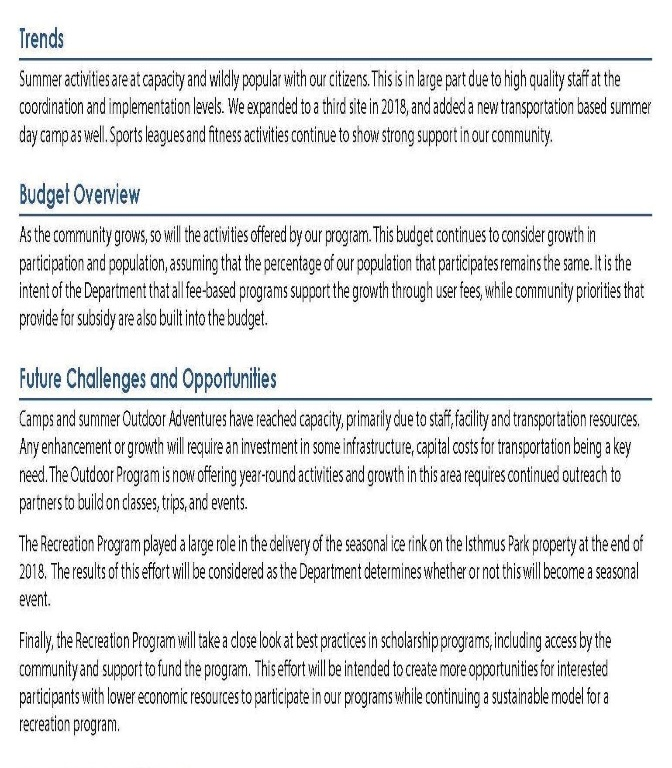 Trends
Summer activities are at capacity and wildly popular with our citizens. This is in large part due to high quality staff at the
coordination and implementation levels. We expanded to a third site in 2018, and added a new transportation based summer
day camp as well. Sports leagues and fitness activities continue to show strong support in our community.
Budget Overview
As the community grows, so will the activities offered by our program. This budget continues to consider growth in
participation and population, assuming that the percentage of our population that participates remains the same. It is the
intent of the Department that all fee-based programs support the growth through user fees, while community priorities that
provide for subsidy are also built into the budget.
Future Challenges and Opportunities
Camps and summer Outdoor Adventures have reached capacity, primarily due to staff, facility and transportation resources.
Any enhancement or growth will require an investment in some infrastructure, capital costs for transportation being a key
need. The Outdoor Program is now offering year-round activities and growth in this area requires continued outreach to
partners to build on classes, trips, and events.
The Recreation Program played a large role in the delivery of the seasonal ice rink on the Isthmus Park property at the end of
2018. The results of this effort will be considered as the Department determines whether or not this will become a seasonal
event.
Finally, the Recreation Program will take a close look at best practices in scholarship programs, including access by the
community and support to fund the program. This effort will be intended to create more opportunities for interested
participants with lower economic resources to participate in our programs while continuing a sustainable model for a
recreation program.